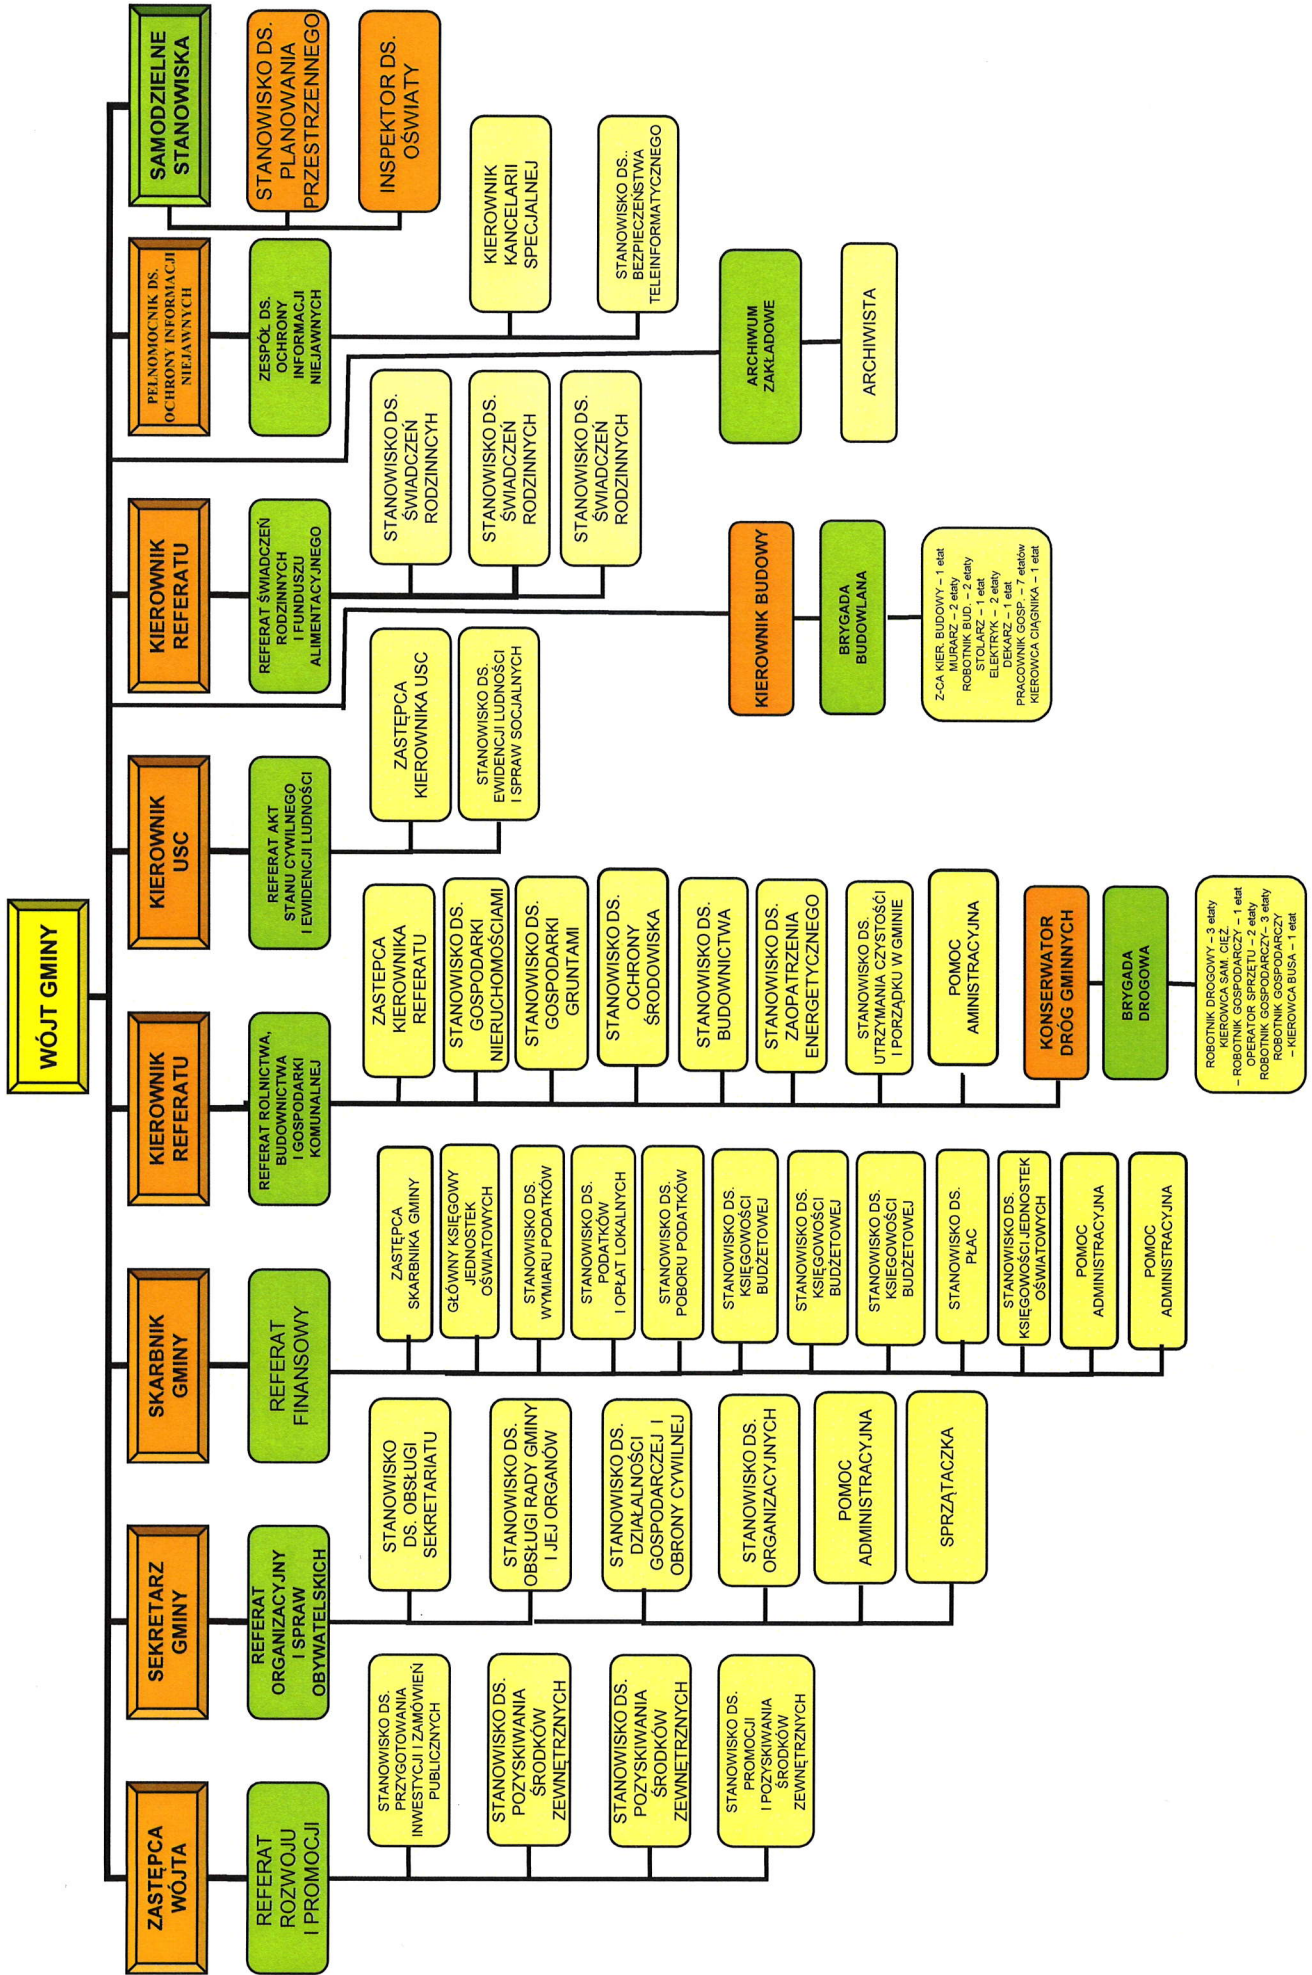 WÓJT GMINY
ZASTĘPCA
WÓJTA
REFERAT
ROZWOJU
I PROMOCJI
STANOWISKO DS.
PRZYGOTOWANIA
INWESTYCJI I ZAMÓWIEŃ
PUBLICZNYCH
STANOWISKO DS.
POZYSKIWANIA
ŚRODKÓW
ZEWNĘTRZNYCH
STANOWISKO DS.
POZYSKIWANIA
ŚRODKÓW
ZEWNĘTRZNYCH
STANOWISKO DS.
PROMOCJI
I POZYSKIWANIA
ŚRODKÓW
ZEWNĘTRZNYCH
SEKRETARZ
GMINY
REFERAT
ORGANIZACYJNY
I SPRAW
OBYWATELSKICH
STANOWISKO
DS. OBSŁUGI
SEKRETARIATU
STANOWISKO DS.
OBSŁUGI RADY GMINY
I JEJ ORGANÓW
STANOWISKO DS.
DZIAŁALNOŚCI
GOSPODARCZEJ I
OBRONY CYWILNEJ
STANOWISKO DS.
ORGANIZACYJNYCH
POMOC
ADMINISTRACYJNA
SPRZĄTACZKA
SKARBNIK
GMINY
REFERAT
FINANSOWY
ZASTĘPCA
SKARBNIKA GMINY
GŁÓWNY KSIĘGOWY
JEDNOSTEK
OŚWIATOWYCH
STANOWISKO DS.
WYMIARU PODATKÓW
STANOWISKO DS.
PODATKÓW
I OPŁAT LOKALNYCH
STANOWISKO DS.
POBORU PODATKÓW
STANOWISKO DS.
KSIĘGOWOŚCI
BUDŻETOWEJ
STANOWISKO DS.
KSIĘGOWOŚCI
BUDŻETOWEJ
STANOWISKO DS.
KSIĘGOWOŚCI
BUDŻETOWEJ
STANOWISKO DS.
PŁAC
STANOWISKO DS.
KSIĘGOWOŚCI JEDNOSTEK
OŚWIATOWYCH
POMOC
ADMINISTRACYJNA
POMOC
ADMINISTRACYJNA
KIEROWNIK
REFERATU
REFERAT ROLNICTWA,
BUDOWNICTWA
I GOSPODARKI
KOMUNALNEJ
ZASTEPCA
KIEROWNIKA
REFERATU
STANOWISKO DS.
GOSPODARKI
NIERUCHOMOŚCIAMI
STANOWISKO DS.
GOSPODARKI
GRUNTAMI
STANOWISKO DS.
OCHRONY
ŚRODOWISKA
STANOWISKO DS.
BUDOWNICTWA
STANOWISKO DS.
ZAOPATRZENIA
ENERGETYCZNEGO
STANOWISKO DS.
UTRZYMANIA CZYSTOŚCI
I PORZĄDKU W GMINIE
POMOC
AMINISTRACYJNA
KONSERWATOR
DRÓG GMINNYCH
BRYGADA
DROGOWA
ROBOTNIK DROGOWY – 3 etaty
KIEROWCA SAM. CIĘŻ.
– ROBOTNIK GOSPODARCZY – 1 etat
OPERATOR SPRZĘTU – 2 etaty
ROBOTNIK GOSPODARCZY– 3 etaty
ROBOTNIK GOSPODARCZY
– KIEROWCA BUSA – 1 etat
KIEROWNIK
USC
REFERAT AKT
STANU CYWILNEGO
I EWIDENCJI LUDNOŚCI
ZASTĘPCA
KIEROWNIKA USC
STANOWISKO DS.
EWIDENCJI LUDNOŚCI
I SPRAW SOCJALNYCH
KIEROWNIK BUDOWY
BRYGADA
BUDOWLANA
Z-CA KIER. BUDOWY – 1 etat
MURARZ – 2 etaty
ROBOTNIK BUD. – 2 etaty
STOLARZ – 1 etat
ELEKTRYK – 2 etaty
DEKARZ – 1 etat
PRACOWNIK GOSP. – 7 etatów
KIEROWCA CIĄGNIKA – 1 etat
KIEROWNIK
REFERATU
REFERAT ŚWIADCZEŃ
RODZINNYCH
I FUNDUSZU
ALIMENTACYJNEGO
STANOWISKO DS.
ŚWIADCZEŃ
RODZINNCYH
STANOWISKO DS.
ŚWIADCZEŃ
RODZINNYCH
STANOWISKO DS.
ŚWIADCZEŃ
RODZINNYCH
ARCHIWUM
ZAKŁADOWE
ARCHIWISTA
PEŁNOMOCNIK DS.
OCHRONY INFORMACJI
NIEJAWNYCH
ZESPÓŁ DS.
OCHRONY
INFORMACJI
NIEJAWNYCH
KIEROWNIK
KANCELARII
SPECJALNEJ
STANOWISKO DS..
BEZPIECZEŃSTWA
TELEINFORMATYCZNEGO
SAMODZIELNE
STANOWISKA
STANOWISKO DS.
PLANOWANIA
PRZESTRZENNEGO
INSPEKTOR DS.
OŚWIATY